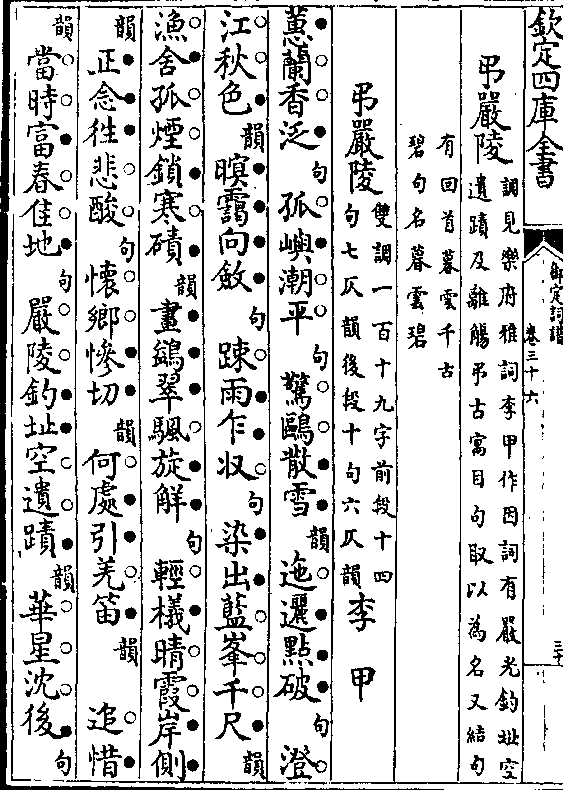 欽定四庫全書
御定詞譜
卷三十六
弔嚴陵
調見樂府雅詞李甲作因詞有嚴光釣址空
遺蹟及離觴弔古寓目句取以為名又結句
有回首暮雲千古
碧句名暮雲碧
弔嚴陵
雙調一百十九字前段十四
句七仄韻後段十句六仄韻
李甲
蕙蘭香泛句孤嶼潮平句驚鷗散雪韻迤邐點破句澄
江秋色韻暝靄向斂句踈雨乍収句染出藍峯千尺韻
漁舍孤煙鎖寒磧韻畫鷁翠颿旋解句輕檥晴霞岸側
韻正念徃悲酸句懷鄉慘切韻何處引羌笛韻追惜
韻當時富春佳地句嚴陵釣址空遺蹟韻華星沈後句